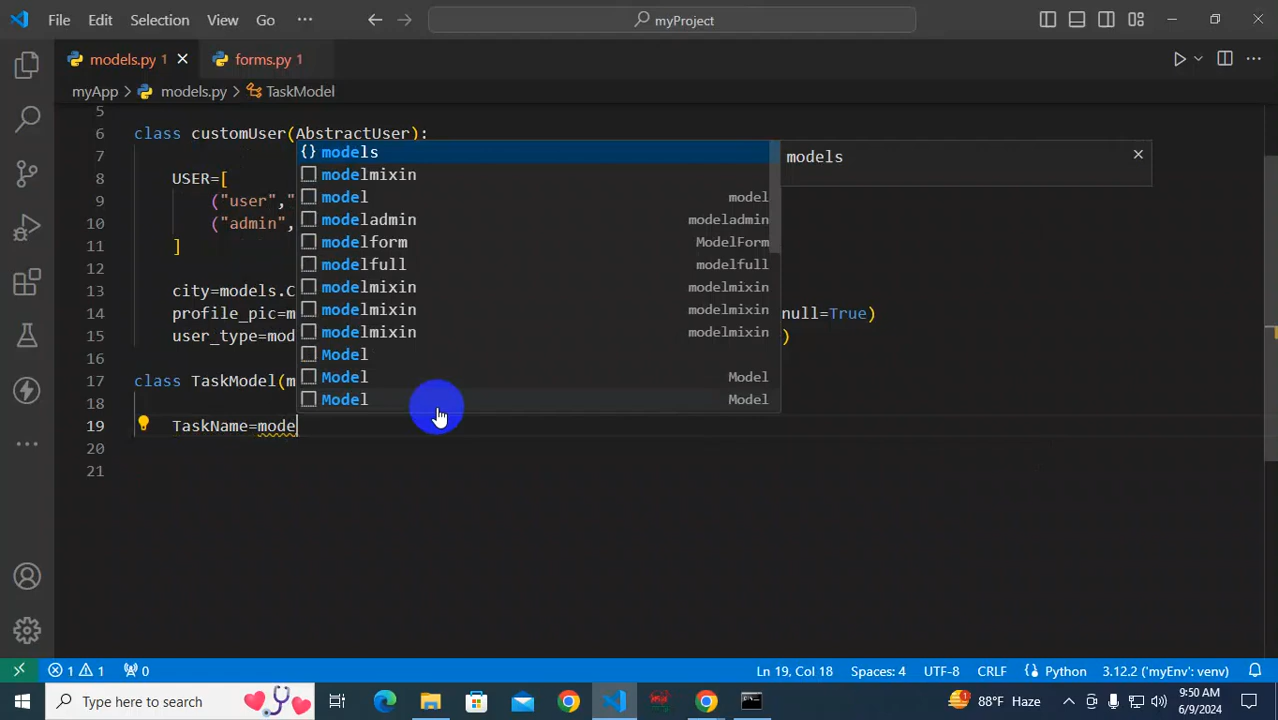 File Edit Selection View Go ··· myProject
models.py 1 forms.py 1
myApp > models.py > TaskModel
5
6 class customUser(AbstractUser):
7
8 USER=[
9 ("user","
10 ("admin",
11 ]
12
13 city=models.C
14 profile_pic=m null=True)
15 user_type=mod )
16
17 class TaskModel(m
18
19 TaskName=mode
20
21
{} models
modelmixin
model model
modeladmin modeladmin
modelform ModelForm
modelfull modelfull
modelmixin modelmixin
modelmixin modelmixin
modelmixin modelmixin
Model
Model Model
Model Model
models
1 1 0 Ln 19, Col 18 Spaces: 4 UTF-8 CRLF Python 3.12.2 ('myEnv': venv)
Type here to search 88°F Haze 9:50 AM
6/9/2024